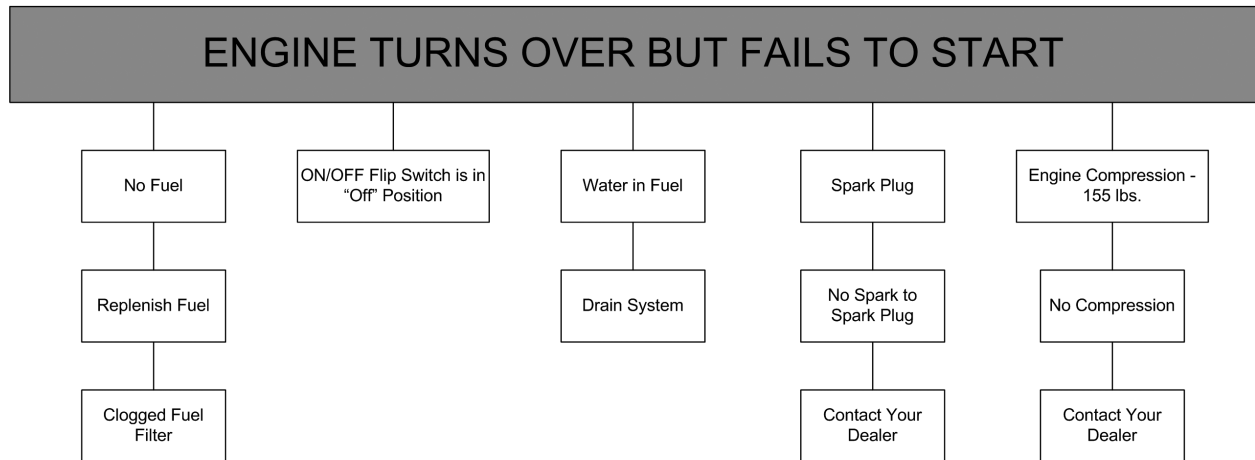 ENGINE TURNS OVER BUT FAILS TO START
No Fuel
ON/OFF Flip Switch is in
“Off” Position
Water in Fuel
Spark Plug
Engine Compression -
155 lbs.
Replenish Fuel
Drain System
No Spark to
Spark Plug
No Compression
Clogged Fuel
Filter
Contact Your
Dealer
Contact Your
Dealer